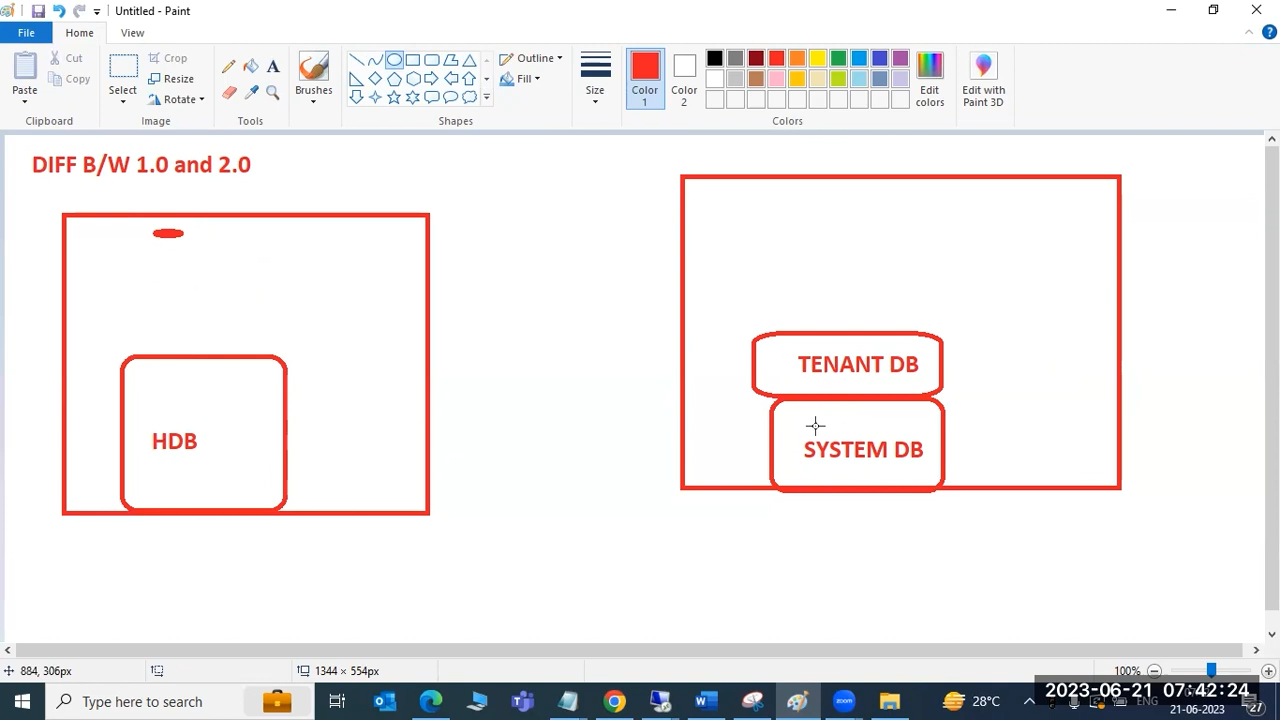 Untitled - Paint
File
Home
View
Paste
Cut
Copy
Clipboard
Select
Crop
Resize
Rotate
Image
A
Tools
Brushes
Outline
Fill
Shapes
Size
Color
1
Color
2
Edit
colors
Colors
Edit with
Paint 3D
DIFF B/W 1.0 and 2.0
HDB
TENANT DB
SYSTEM DB
884, 306px
1344 × 554px
100%
Type here to search
zoom
28°C
ENG
2023-06-21 07:42:24
21-06-2023
27